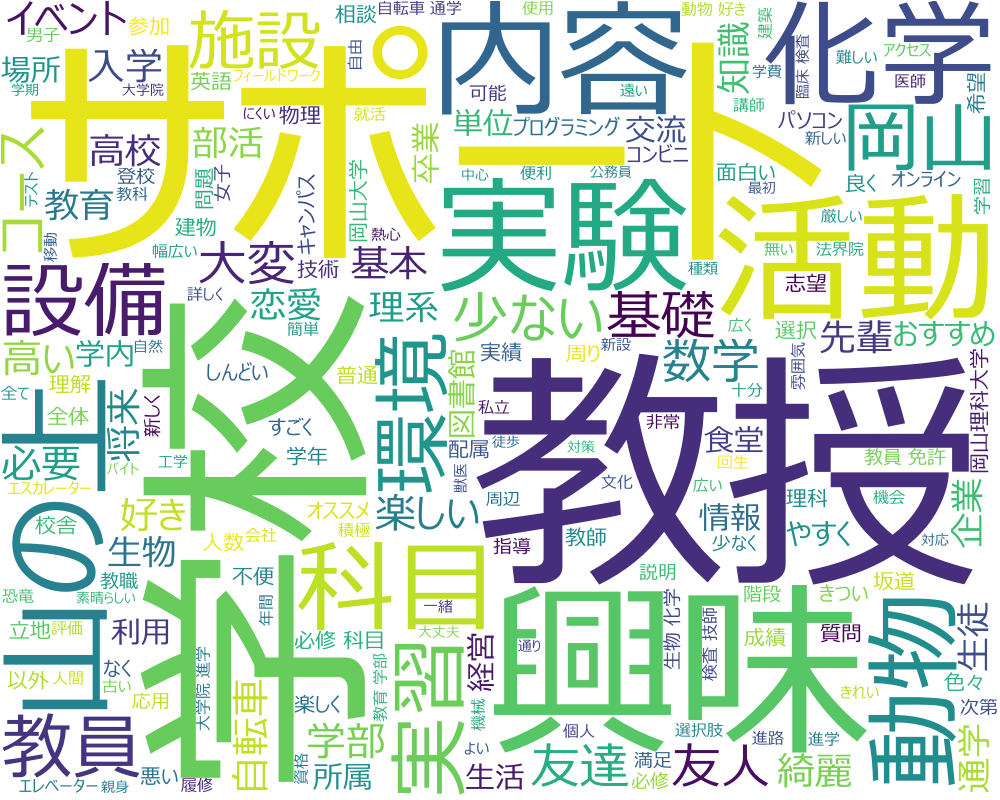 サポート
教授
学校
興味
活動
実験
内容
化学
岡山
科目
動物
実習
環境
設備
施設
教員
山の上
イベント
男子
参加
場所
入学
大学院
学期
英語
フィールドワーク
相談
自転車 通学
自由
使用
動物 好き
建築
知識
学費
講師
臨床 検査
難しい
アクセス
医師
希望
にくい
物理
就活
可能
遠い
パソコン
新しい
コース
テスト
高校
登校
教科
部活
問題
女子
卒業
単位
プログラミング
交流
コンビニ
面白い
良く
オンライン
学習
教育
移動
建物
キャンパス
岡山大学
中心
便利
公務員
最初
幅広い
大変
技術
熱心
基本
種類
無い
厳しい
法界院
詳しく
恋愛
簡単
理系
少ない
基礎
志望
選択
広く
先輩
おすすめ
高い
学内
自然
しんどい
実績
周り
新設
数学
雰囲気
全て
理解
将来
新しく
普通
図書館
私立
非常
十分
岡山理科大学
必要
全体
バイト
すごく
配属
徒歩
対策
食堂
回生
教員 免許
工学
学年
獣医
エスカレーター
校舎
好き
オススメ
楽しい
周辺
文化
広い
理科
機会
企業
生物
人数
会社
積極
指導
教師
情報
少なく
やすく
対応
恐竜
教職
素晴らしい
不便
年間
一緒
説明
階段
坂道
きつい
立地
評価
利用
必修 科目
大丈夫
経営
通り
生物 化学
検査 技師
成績
質問
生徒
色々
以外
人間
なく
古い
応用
大学院 進学
自転車
楽しく
教育 学部
機械
個人
選択肢
きれい
次第
学部
よい
友達
満足
進路
進学
綺麗
通学
エレベーター
親身
悪い
履修
資格
所属
生活
必修
友人